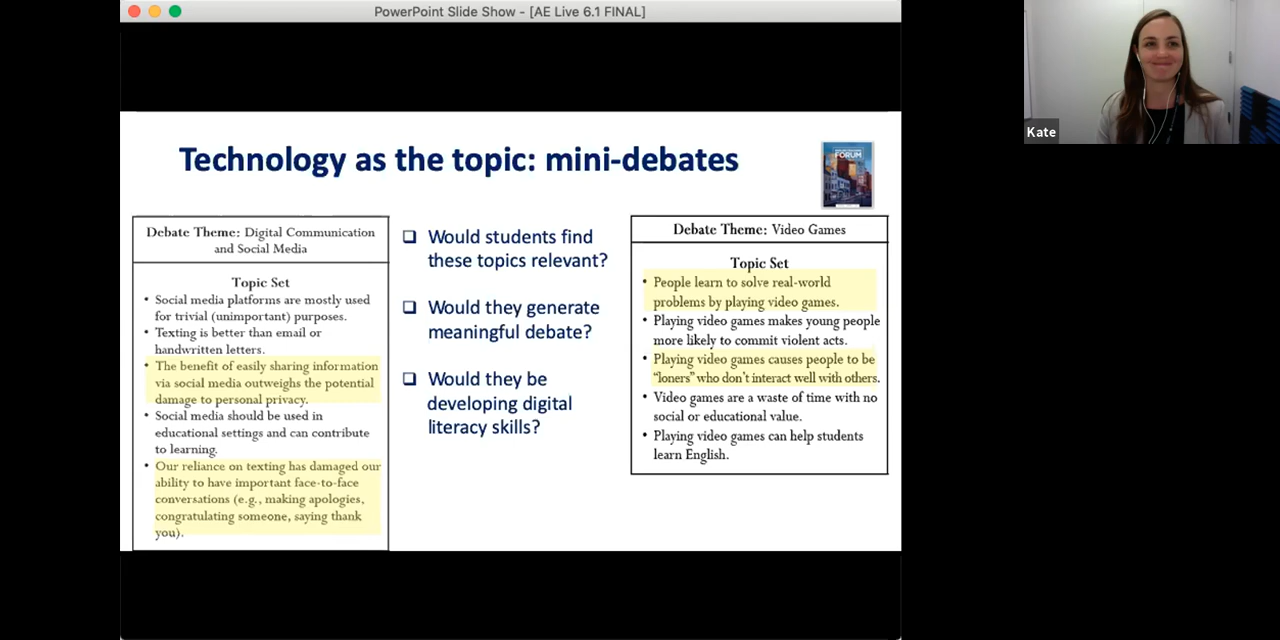 PowerPoint Slide Show - [AE Live 6.1 FINAL]
Kate
Technology as the topic: mini-debates
FORUM
Debate Theme: Digital Communication
and Social Media
Topic Set
• Social media platforms are mostly used
for trivial (unimportant) purposes.
• Texting is better than email or
handwritten letters.
• The benefit of easily sharing information
via social media outweighs the potential
damage to personal privacy.
• Social media should be used in
educational settings and can contribute
to learning.
• Our reliance on texting has damaged our
ability to have important face-to-face
conversations (e.g., making apologies,
congratulating someone, saying thank
you).
❑ Would students find
these topics relevant?
❑ Would they generate
meaningful debate?
❑ Would they be
developing digital
literacy skills?
Debate Theme: Video Games
Topic Set
• People learn to solve real-world
problems by playing video games.
• Playing video games makes young people
more likely to commit violent acts.
• Playing video games causes people to be
“loners” who don’t interact well with others.
• Video games are a waste of time with no
social or educational value.
• Playing video games can help students
learn English.